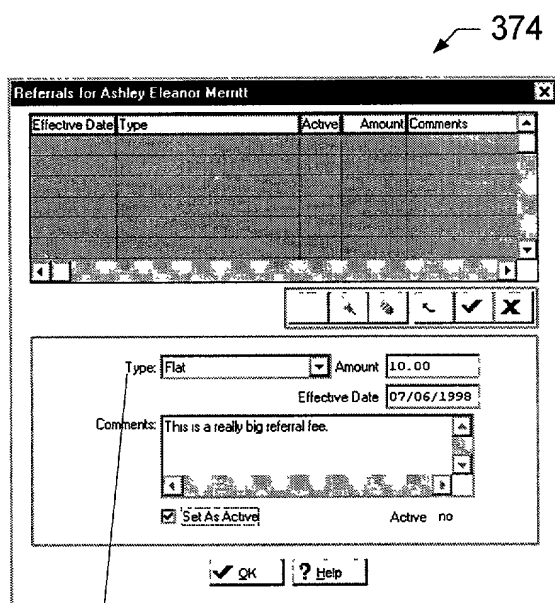 374
Referrals for Ashley Eleanor Merritt
Effective Date Type Active Amount Comments
Type: Flat Amount 10.00
Effective Date 07/06/1998
Comments: This is a really big referral fee.
Set As Active Active no
OK ? Help